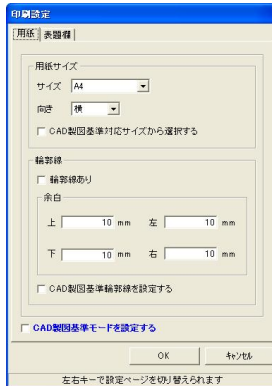 印刷設定
用紙 表題欄
用紙サイズ
サイズ A4
向き 横
CAD製図基準対応サイズから選択する
輪郭線
輪郭線あり
余白
上 10 mm 左 10 mm
下 10 mm 右 10 mm
CAD製図基準輪郭線を設定する
CAD製図基準モードを設定する
OK キャンセル
左右キーで設定ページを切り替えられます